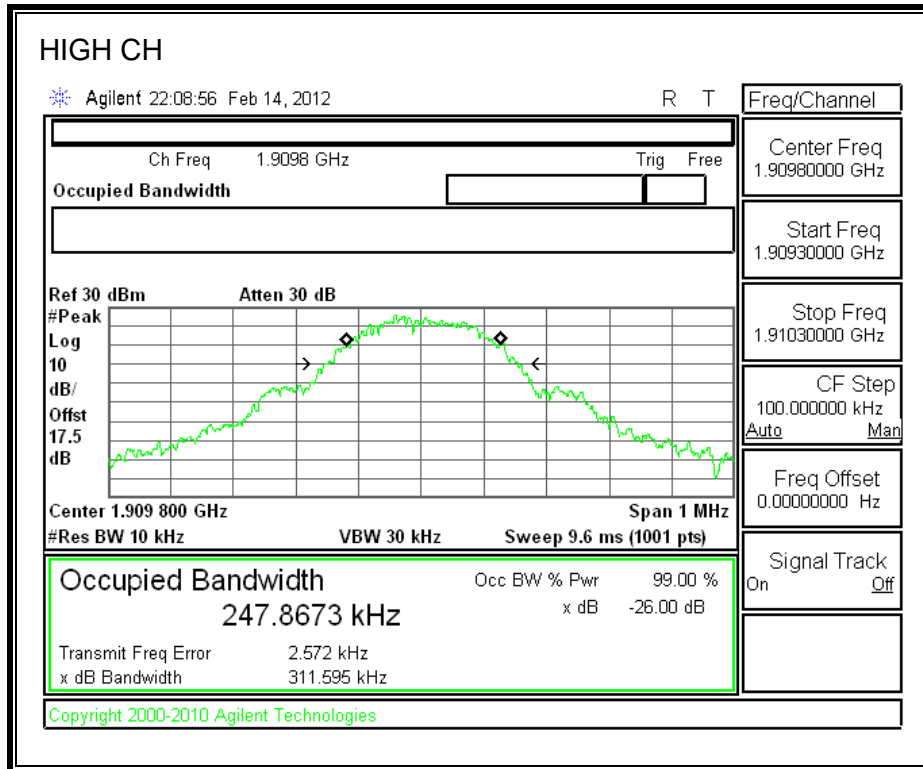 HIGH CH
Agilent 22:08:56 Feb 14, 2012 R T
Freq/Channel
Ch Freq 1.9098 GHz Trig Free
Occupied Bandwidth
Center Freq
1.90980000 GHz
Start Freq
1.90930000 GHz
Stop Freq
1.91030000 GHz
CF Step
100.000000 kHz
Auto Man
Freq Offset
0.00000000 Hz
Signal Track
On Off
Ref 30 dBm Atten 30 dB
#Peak
Log
10
dB/
Offst
17.5
dB
Center 1.909 800 GHz Span 1 MHz
#Res BW 10 kHz VBW 30 kHz Sweep 9.6 ms (1001 pts)
Occupied Bandwidth
247.8673 kHz
Occ BW % Pwr 99.00 %
x dB -26.00 dB
Transmit Freq Error 2.572 kHz
x dB Bandwidth 311.595 kHz
Copyright 2000-2010 Agilent Technologies